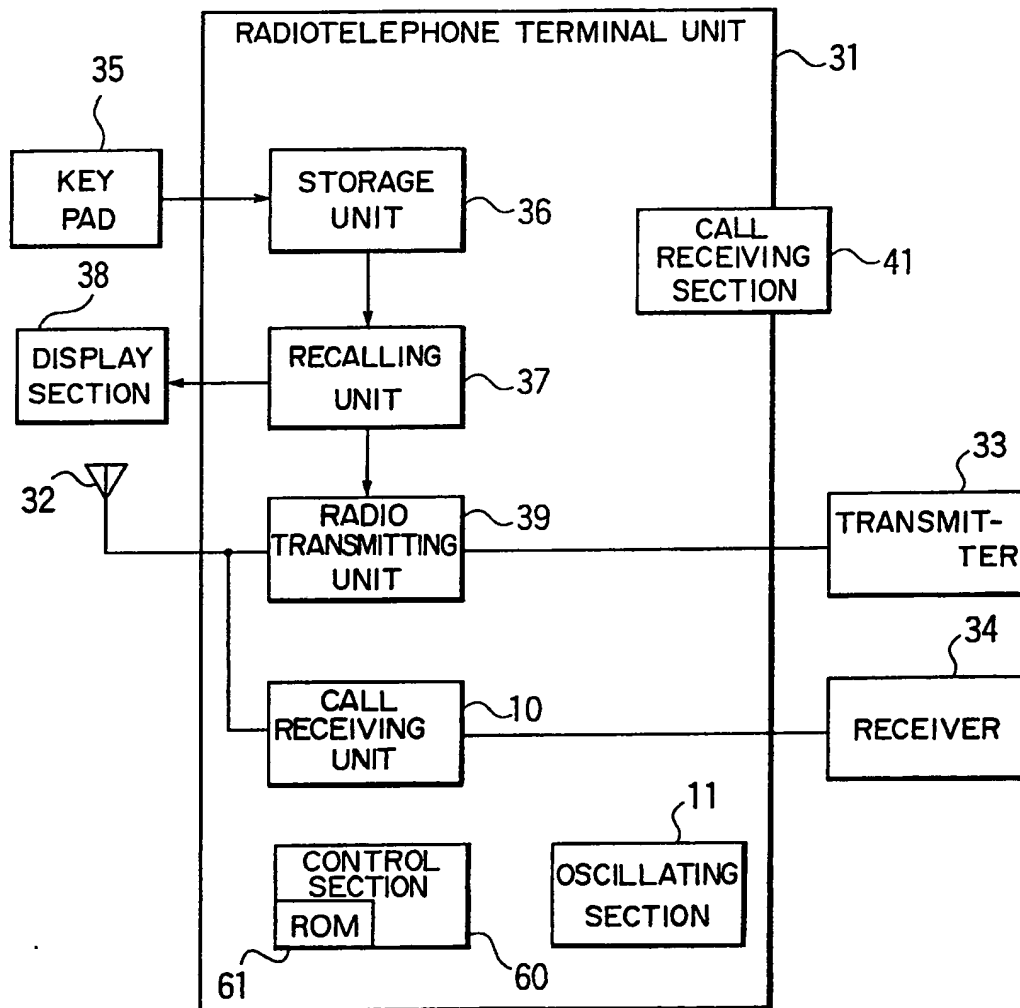 RADIOTELEPHONE TERMINAL UNIT
31
35
KEY
PAD
STORAGE
UNIT
36
CALL
RECEIVING
SECTION
41
38
DISPLAY
SECTION
RECALLING
UNIT
37
32
RADIO
TRANSMITTING
UNIT
39
33
TRANSMIT-
TER
CALL
RECEIVING
UNIT
10
34
RECEIVER
CONTROL
SECTION
ROM
61
60
11
OSCILLATING
SECTION